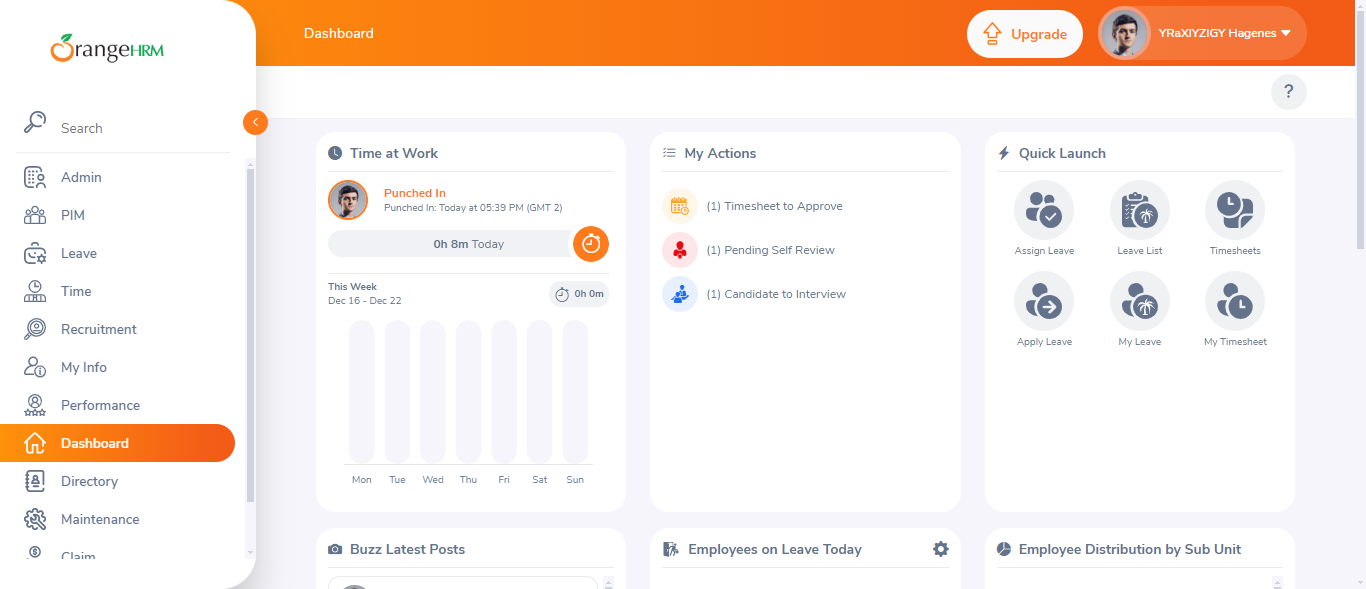 OrangeHRM
Search
Admin
PIM
Leave
Time
Recruitment
My Info
Performance
Dashboard
Directory
Maintenance
Claim
Dashboard
Upgrade
YRaXIYZIGY Hagenes
?
Time at Work
Punched In
Punched In: Today at 05:39 PM (GMT 2)
0h 8m Today
This Week
Dec 16 - Dec 22
0h 0m
Mon Tue Wed Thu Fri Sat Sun
My Actions
(1) Timesheet to Approve
(1) Pending Self Review
(1) Candidate to Interview
Quick Launch
Assign Leave Leave List Timesheets
Apply Leave My Leave My Timesheet
Buzz Latest Posts
Employees on Leave Today
Employee Distribution by Sub Unit